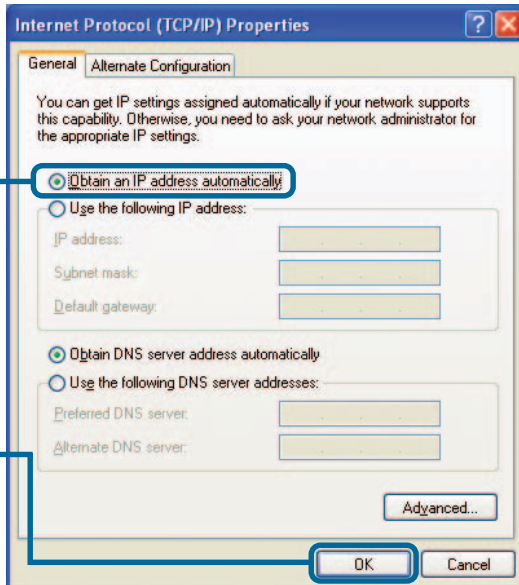 Internet Protocol (TCP/IP) Properties
General
Alternate Configuration
You can get IP settings assigned automatically if your network supports
this capability. Otherwise, you need to ask your network administrator for
the appropriate IP settings.
Obtain an IP address automatically
Use the following IP address:
IP address:
Subnet mask:
Default gateway:
Obtain DNS server address automatically
Use the following DNS server addresses:
Preferred DNS server:
Alternate DNS server:
Advanced...
OK
Cancel